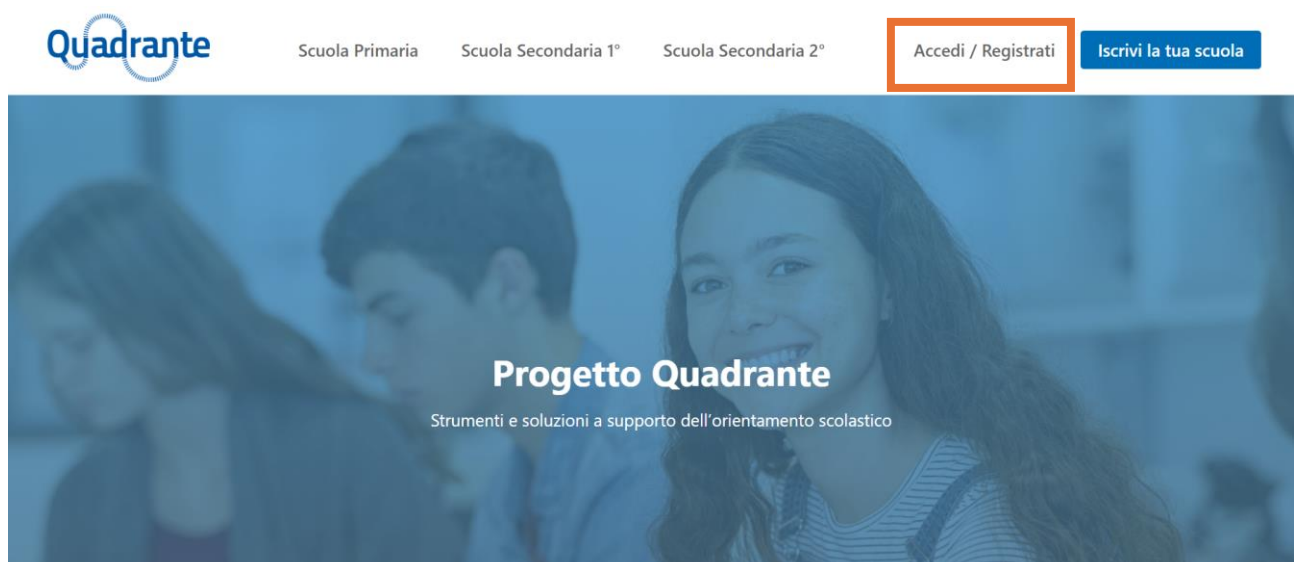 Quadrante
Scuola Primaria Scuola Secondaria 1° Scuola Secondaria 2° Accedi / Registrati Iscrivi la tua scuola
Progetto Quadrante
Strumenti e soluzioni a supporto dell'orientamento scolastico